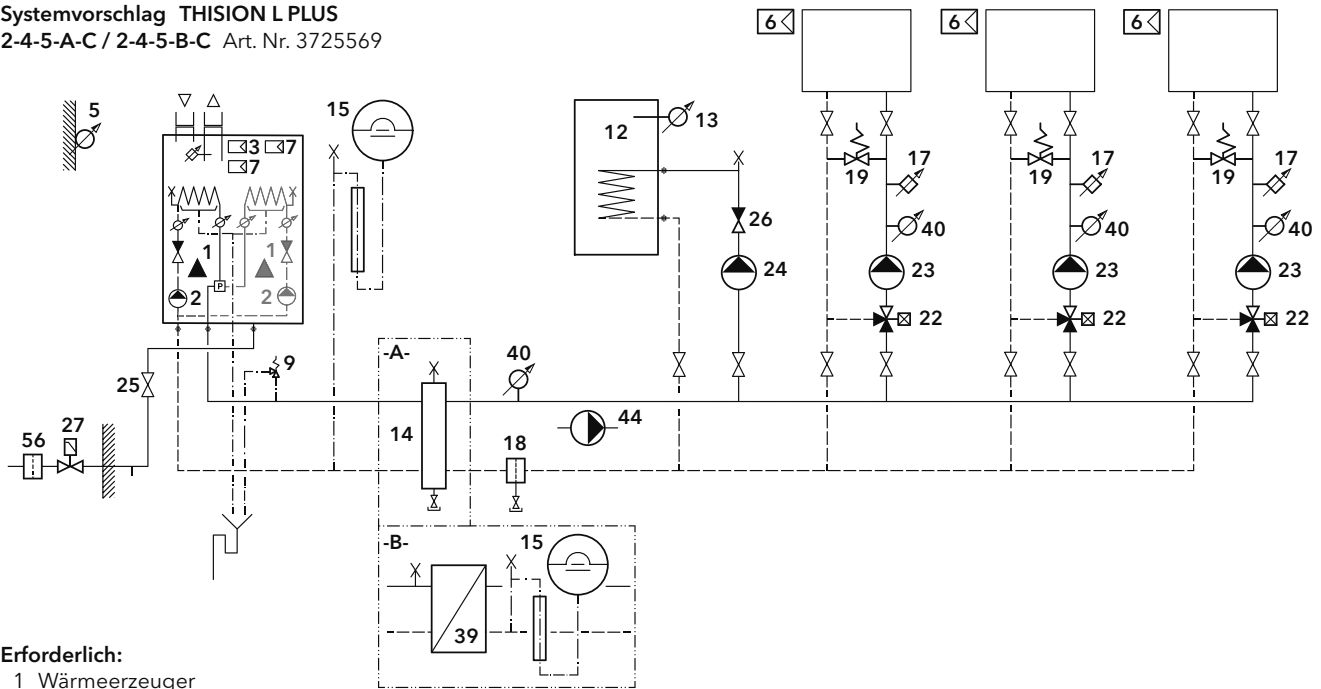 Systemvorschlag THISION L PLUS
2-4-5-A-C / 2-4-5-B-C Art. Nr. 3725569
6 6 6
5 15 12 13
3 7
7
17 17 17
19 19 19
26
40 40 40
1 1
24 23 23 23
2 2
P
22 22 22
9 -A- 40
25
44
14 18
56 27
-B- 15
39
Erforderlich:
1 Wärmeerzeuger